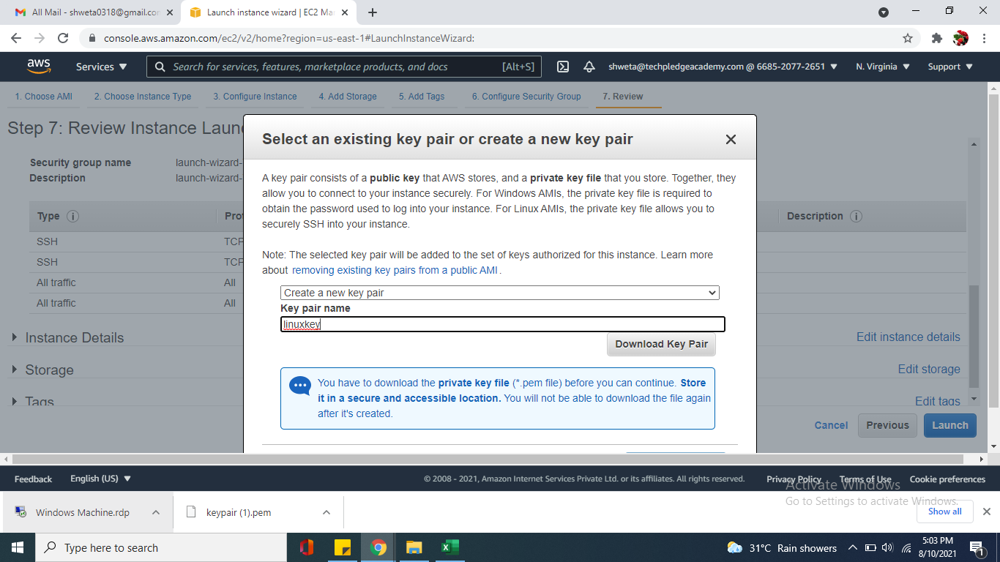 All Mail - shweta0318@gmail.cor
Launch instance wizard | EC2 Mar
console.aws.amazon.com/ec2/v2/home?region=us-east-1#LaunchInstanceWizard:
aws
Services
Search for services, features, marketplace products, and docs
[Alt+S]
shweta@techpledgeacademy.com @ 6685-2077-2651
N. Virginia
Support
1. Choose AMI
2. Choose Instance Type
3. Configure Instance
4. Add Storage
5. Add Tags
6. Configure Security Group
7. Review
Step 7: Review Instance Laun
Security group name
launch-wizard-
Description
launch-wizard-
Type
Pro
Description
SSH
TCP
SSH
TCP
All traffic
All
All traffic
All
Instance Details
Edit instance details
Storage
Edit storage
Tags
Edit tags
Cancel
Previous
Launch
Select an existing key pair or create a new key pair
A key pair consists of a public key that AWS stores, and a private key file that you store. Together, they
allow you to connect to your instance securely. For Windows AMIs, the private key file is required to
obtain the password used to log into your instance. For Linux AMIs, the private key file allows you to
securely SSH into your instance.
Note: The selected key pair will be added to the set of keys authorized for this instance. Learn more
about removing existing key pairs from a public AMI.
Create a new key pair
Key pair name
linuxkey
Download Key Pair
You have to download the private key file (*.pem file) before you can continue. Store
it in a secure and accessible location. You will not be able to download the file again
after it's created.
Feedback
English (US)
© 2008 - 2021, Amazon Internet Services Private Ltd. or its affiliates. All rights reserved.
Privacy Policy
Terms of Use
Cookie preferences
Activate Windows
Go to Settings to activate Windows.
Windows Machine.rdp
keypair (1).pem
Show all
Type here to search
31°C Rain showers
5:03 PM
8/10/2021
1